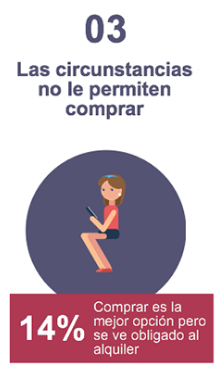 03
Las circunstancias
no le permiten
comprar
14%
Comprar es la
mejor opción pero
se ve obligado al
alquiler